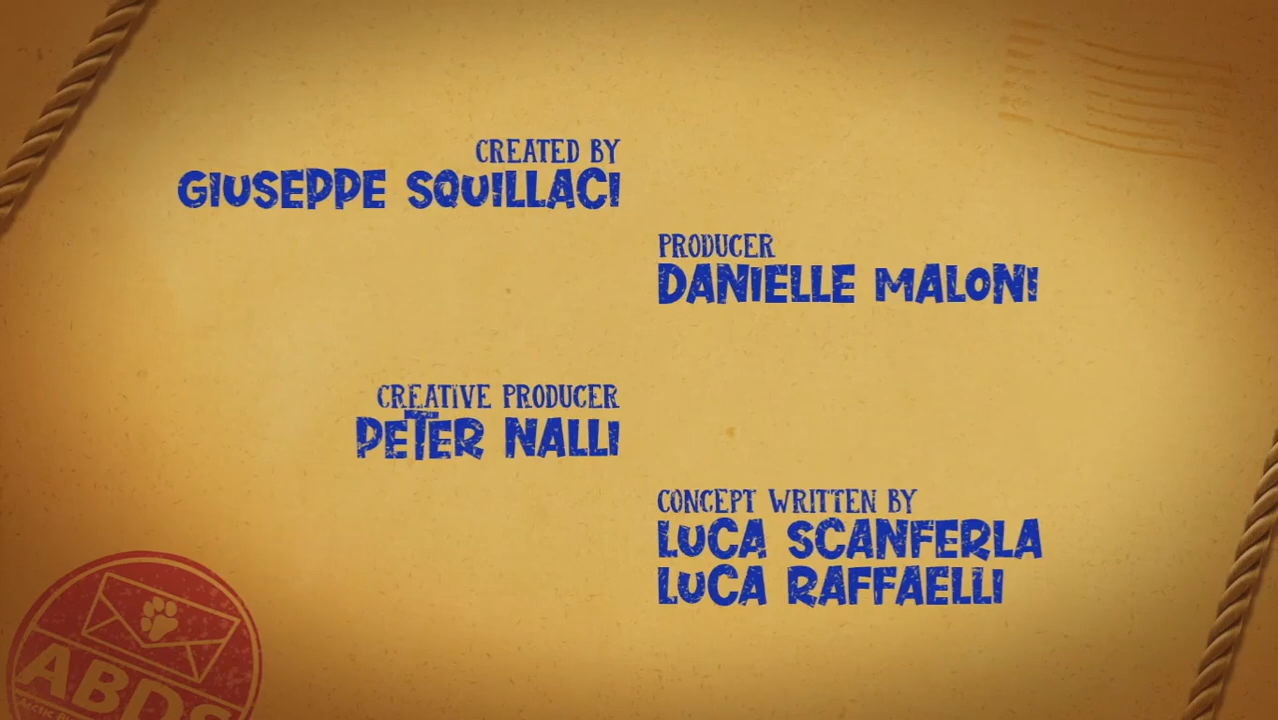 CREATED BY
GIUSEPPE SQUILLACI
PRODUCER
DANIELLE MALONI
CREATIVE PRODUCER
PETER NALLI
CONCEPT WRITTEN BY
LUCA SCANFERLA
LUCA RAFFAELLI
ABDS
ARCTIC